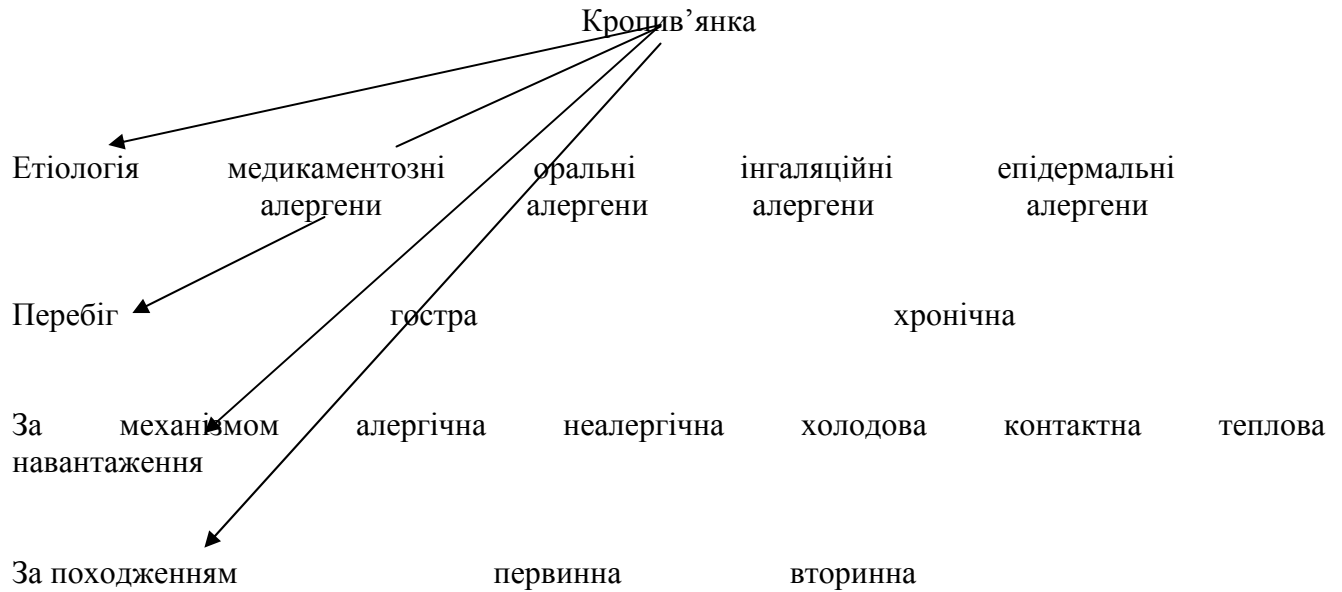 Кропив’янка
Етіологія медикаментозні оральні інгаляційні епідермальні
алергени алергени алергени алергени
Перебіг гостра хронічна
За механізмом алергічна неалергічна холодова контактна теплова
навантаження
За походженням первинна вторинна